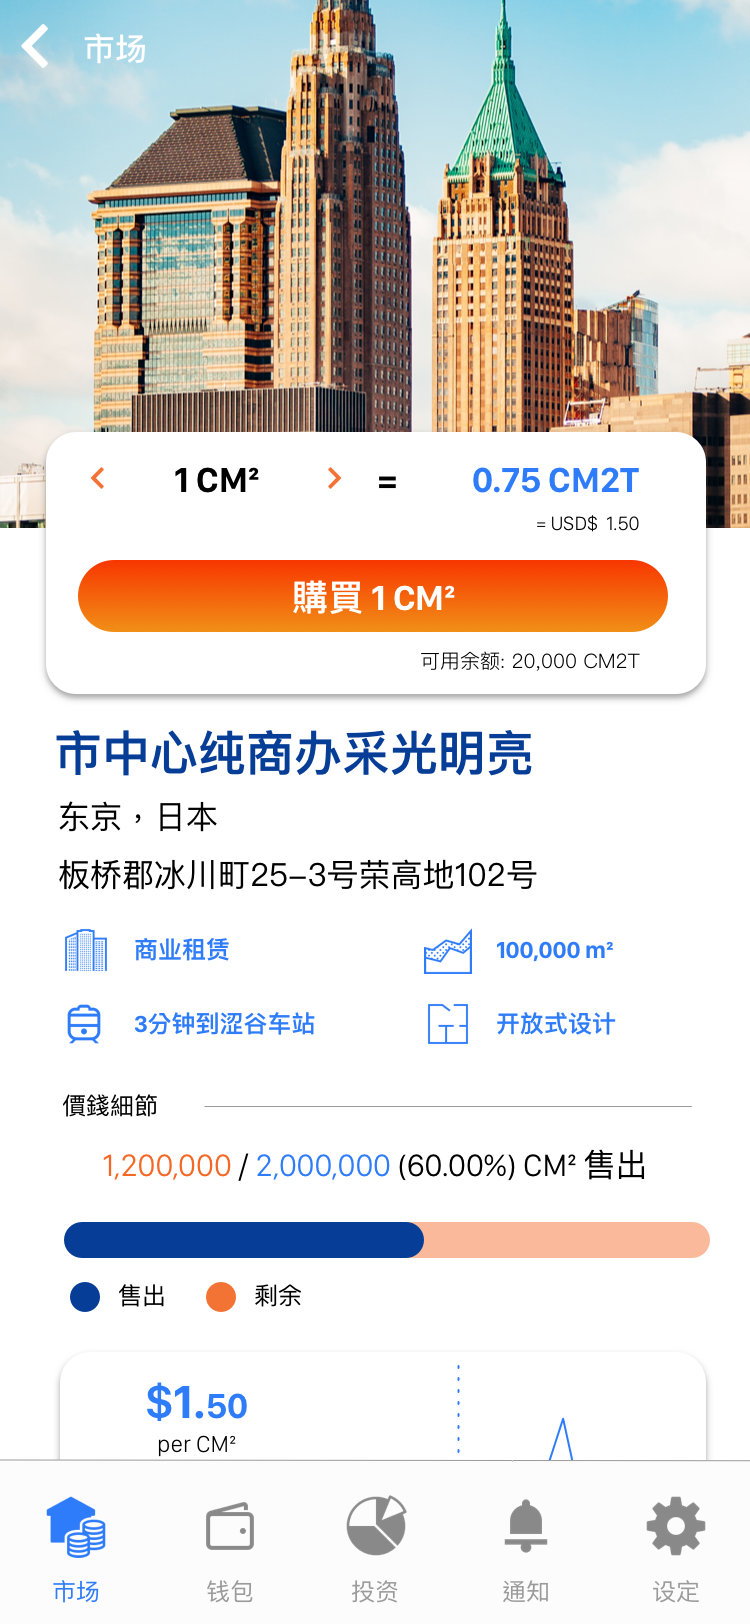 市场
1 CM² = 0.75 CM2T
= USD$ 1.50
購買 1 CM²
可用余额: 20,000 CM2T
市中心纯商办采光明亮
东京，日本
板桥郡冰川町25-3号荣高地102号
商业租赁
100,000 m²
3分钟到涩谷车站
开放式设计
價錢細節
1,200,000 / 2,000,000 (60.00%) CM² 售出
售出 剩余
$1.50
per CM²
市场 钱包 投资 通知 设定